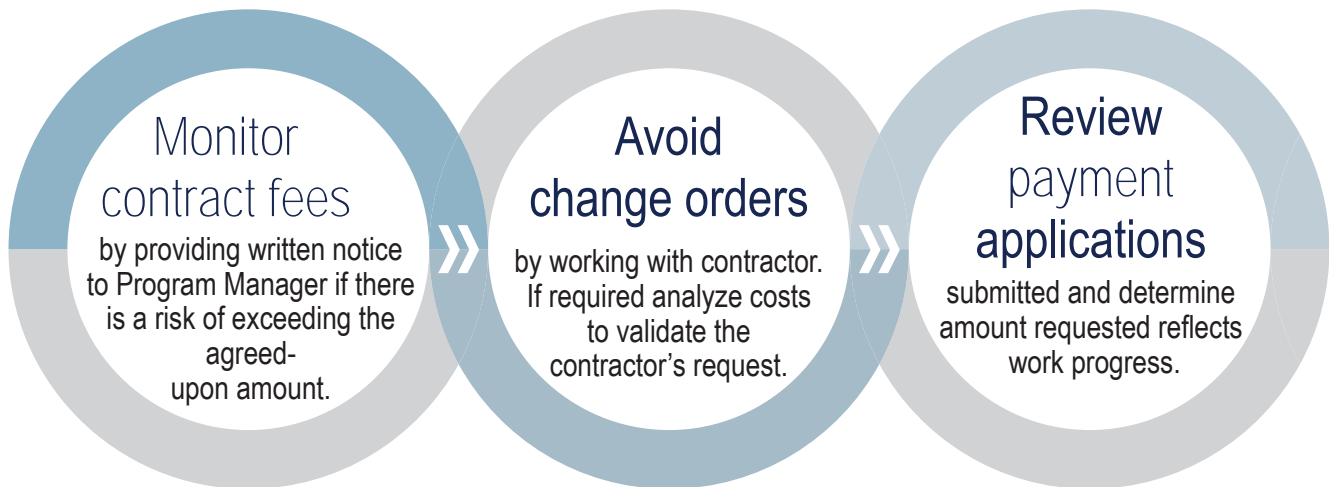 Monitor
contract fees
by providing written notice
to Program Manager if there
is a risk of exceeding the
agreed-
upon amount.
Avoid
change orders
by working with contractor.
If required analyze costs
to validate the
contractor’s request.
Review
payment
applications
submitted and determine
amount requested reflects
work progress.